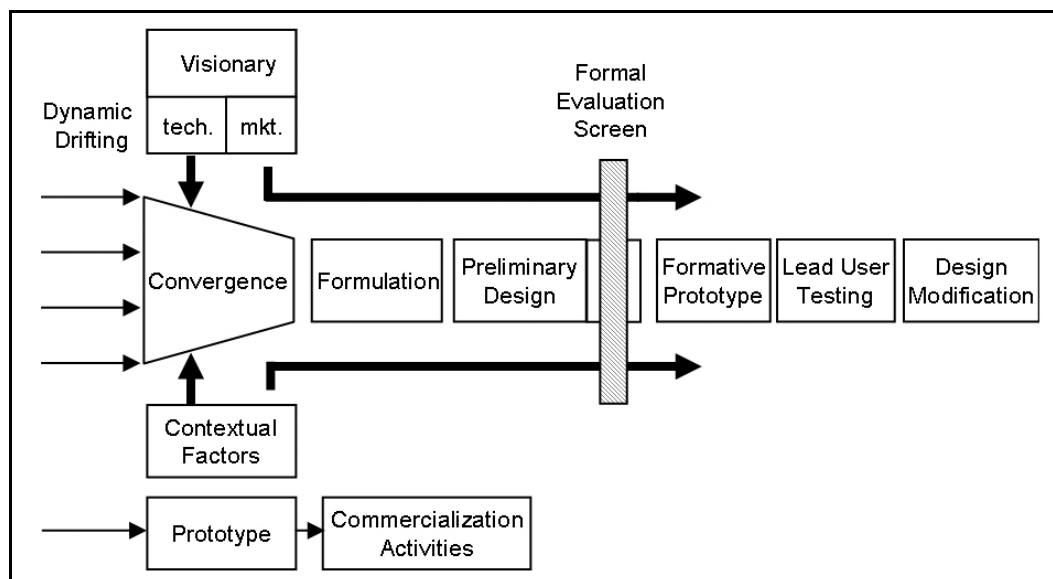 Visionary
tech.
mkt.
Dynamic
Drifting
Formal
Evaluation
Screen
Convergence
Formulation
Preliminary
Design
Formative
Prototype
Lead User
Testing
Design
Modification
Contextual
Factors
Prototype
Commercialization
Activities